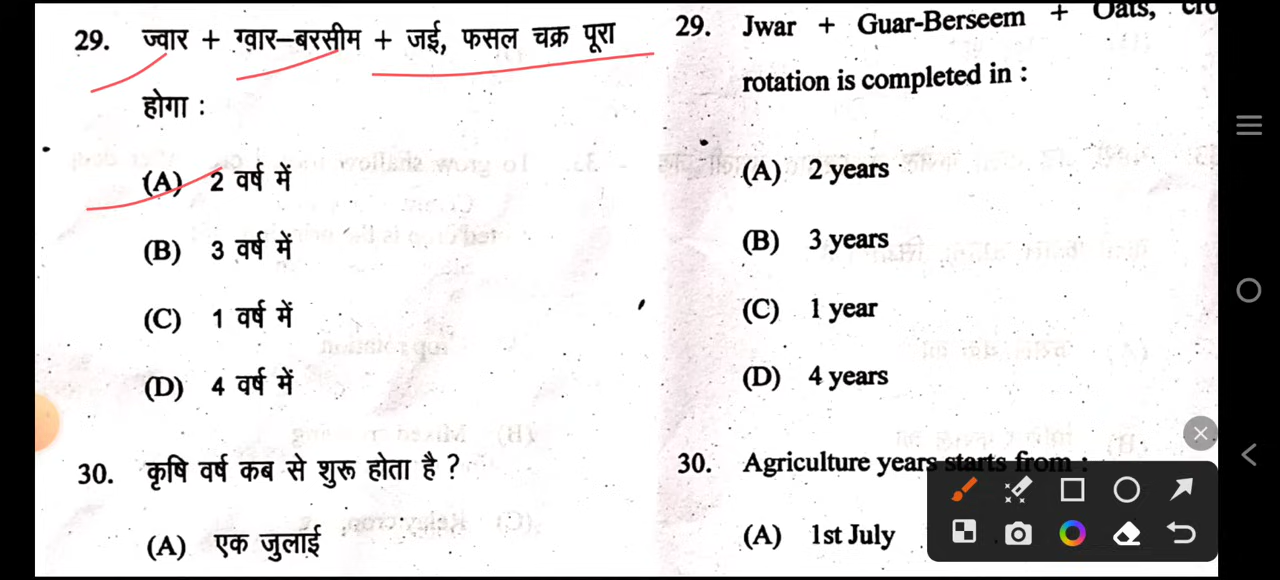 29. ज्वार + ग्वार–बरसीम + जई, फसल चक्र पूरा
होगा :
(A) 2 वर्ष में
(B) 3 वर्ष में
(C) 1 वर्ष में
(D) 4 वर्ष में
30. कृषि वर्ष कब से शुरू होता है ?
(A) एक जुलाई
29. Jwar + Guar-Berseem + Oats,
rotation is completed in :
(A) 2 years
(B) 3 years
(C) 1 year
(D) 4 years
30. Agriculture years starts from :
(A) 1st July